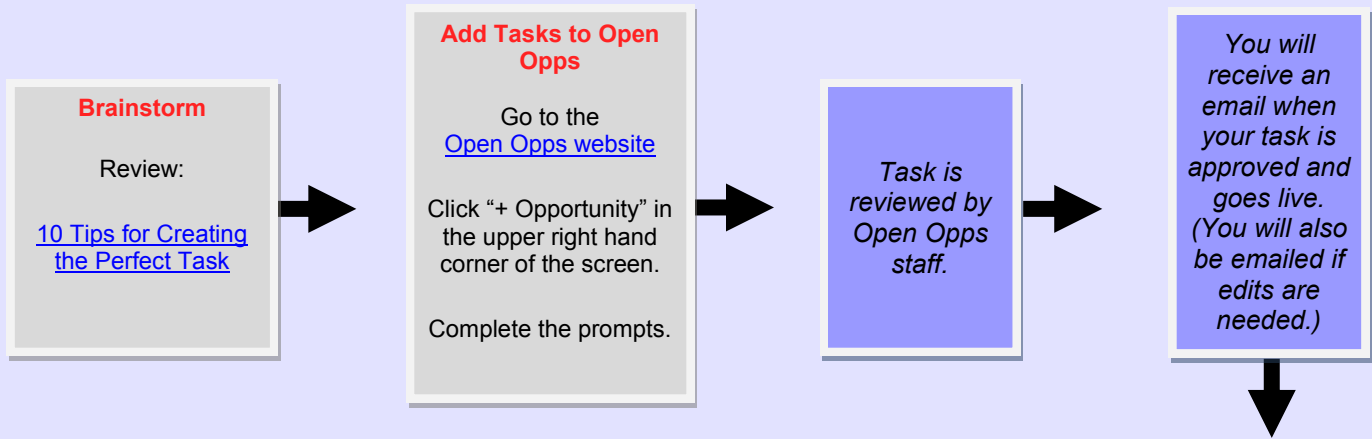 Brainstorm
Review:
10 Tips for Creating
the Perfect Task
Add Tasks to Open
Opps
Go to the
Open Opps website
Click “+ Opportunity” in
the upper right hand
corner of the screen.
Complete the prompts.
Task is
reviewed by
Open Opps
staff.
You will
receive an
email when
your task is
approved and
goes live.
(You will also
be emailed if
edits are
needed.)